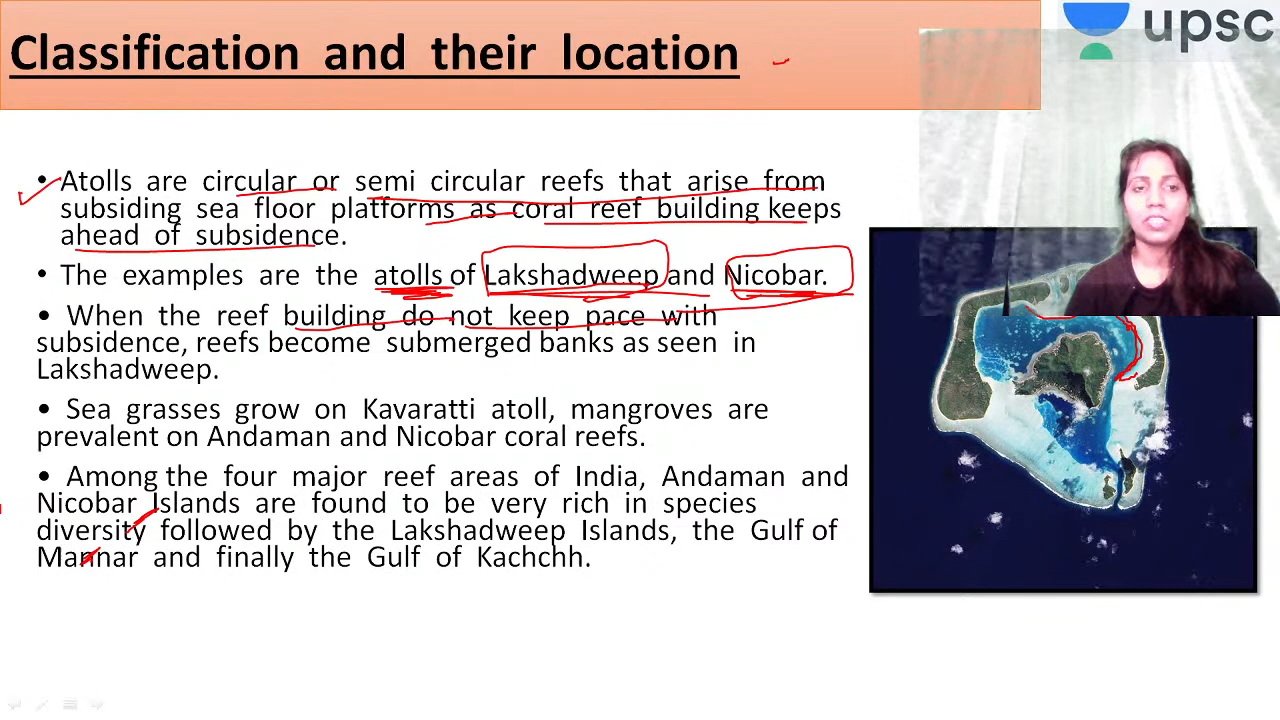 upsc
Classification and their location
• Atolls are circular or semi circular reefs that arise from
subsiding sea floor platforms as coral reef building keeps
ahead of subsidence.
• The examples are the atolls of Lakshadweep and Nicobar.
• When the reef building do not keep pace with
subsidence, reefs become submerged banks as seen in
Lakshadweep.
• Sea grasses grow on Kavaratti atoll, mangroves are
prevalent on Andaman and Nicobar coral reefs.
• Among the four major reef areas of India, Andaman and
Nicobar Islands are found to be very rich in species
diversity followed by the Lakshadweep Islands, the Gulf of
Mannar and finally the Gulf of Kachchh.